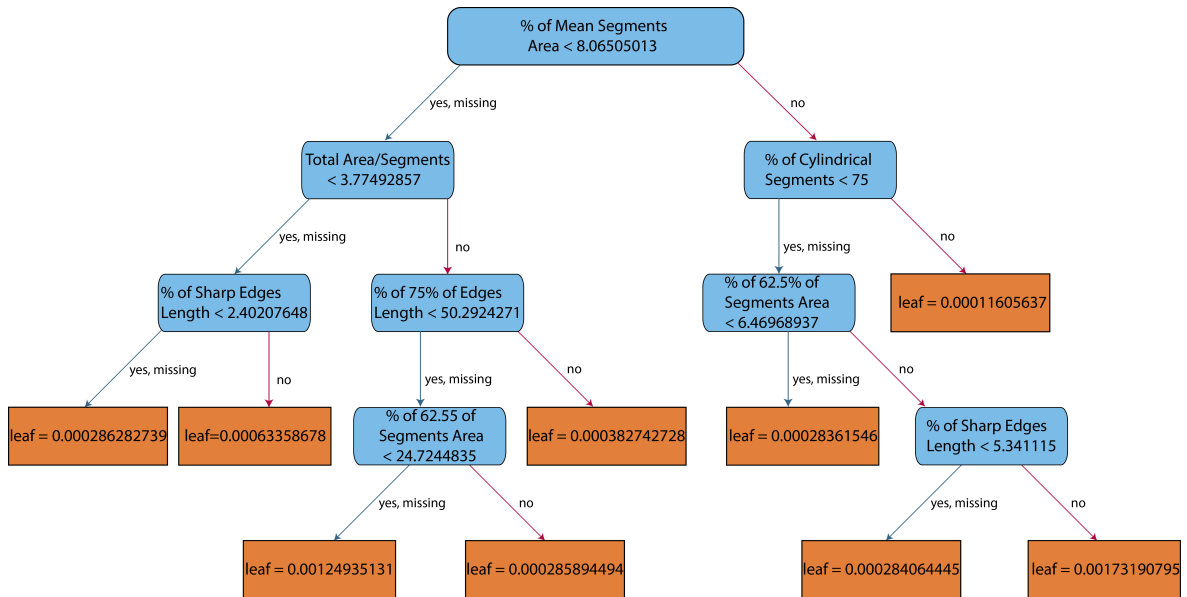 % of Mean Segments
Area < 8.06505013
yes, missing
no
Total Area/Segments
< 3.77492857
% of Cylindrical
Segments < 75
yes, missing
no
yes, missing
no
% of Sharp Edges
Length < 2.40207648
% of 75% of Edges
Length < 50.2924271
% of 62.5% of
Segments Area
< 6.46968937
leaf = 0.00011605637
yes, missing
no
yes, missing
no
yes, missing
no
leaf = 0.000286282739
leaf=0.00063358678
% of 62.55 of
Segments Area
< 24.7244835
leaf = 0.000382742728
leaf = 0.00028361546
% of Sharp Edges
Length < 5.341115
yes, missing
no
yes, missing
no
leaf = 0.00124935131
leaf = 0.000285894494
leaf = 0.000284064445
leaf = 0.00173190795